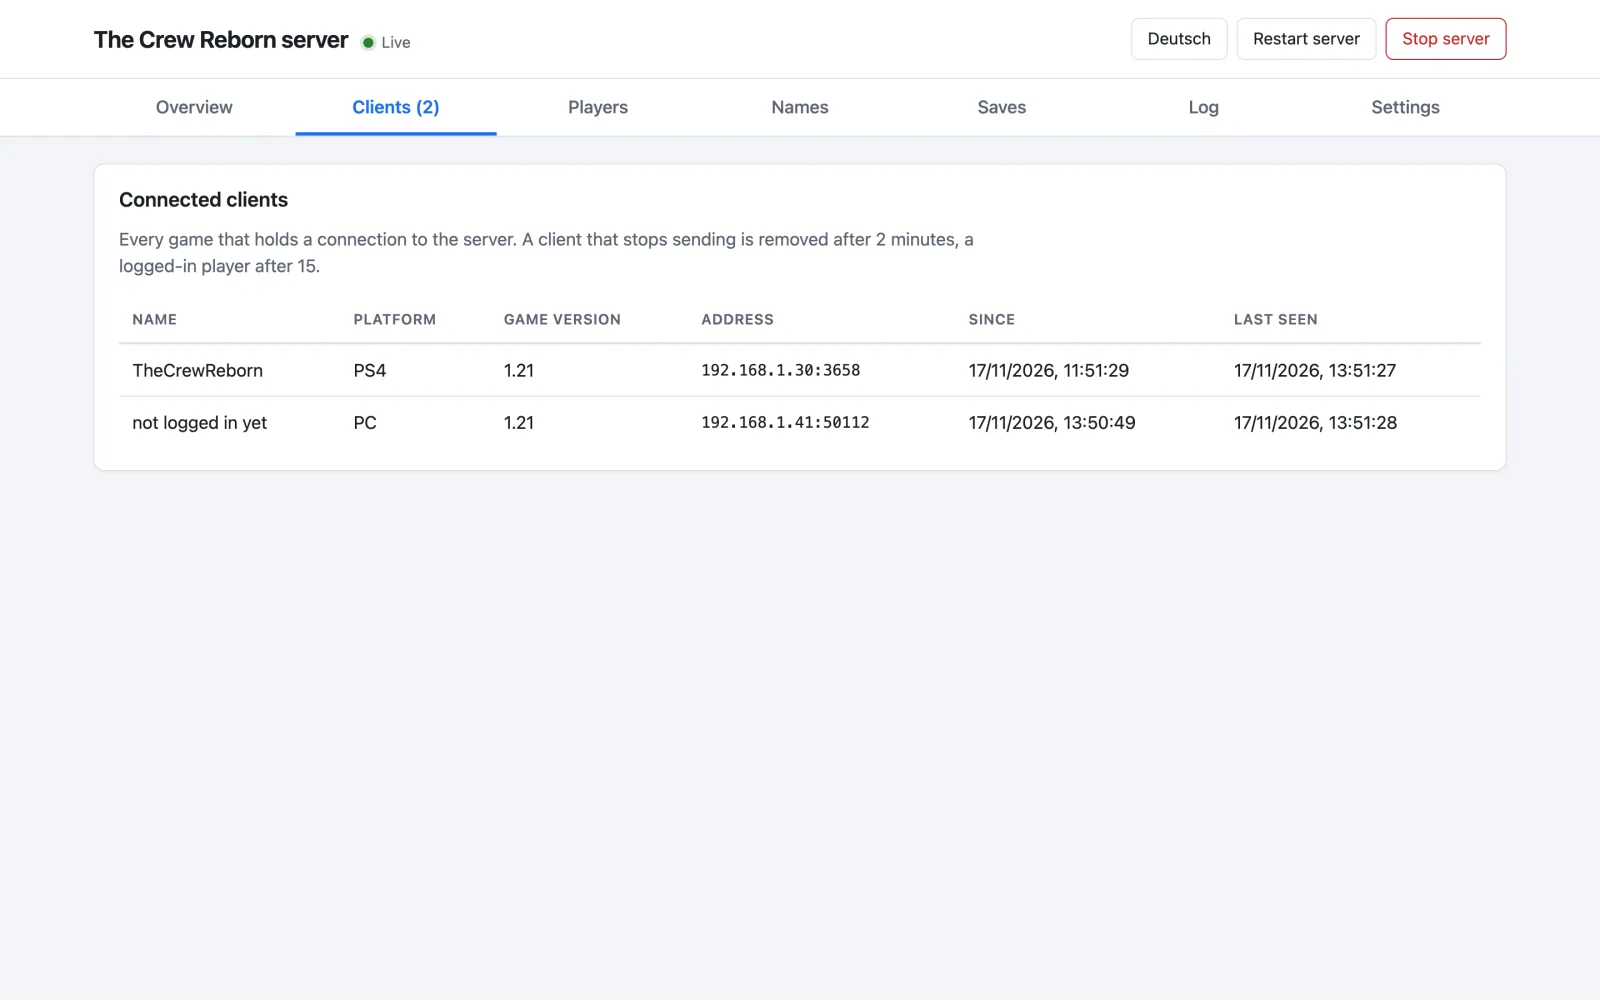 The Crew Reborn server
Live
Deutsch
Restart server
Stop server
Overview
Clients (2)
Players
Names
Saves
Log
Settings
Connected clients
Every game that holds a connection to the server. A client that stops sending is removed after 2 minutes, a
logged-in player after 15.
NAME PLATFORM GAME VERSION ADDRESS SINCE LAST SEEN
TheCrewReborn PS4 1.21 192.168.1.30:3658 17/11/2026, 11:51:29 17/11/2026, 13:51:27
not logged in yet PC 1.21 192.168.1.41:50112 17/11/2026, 13:50:49 17/11/2026, 13:51:28